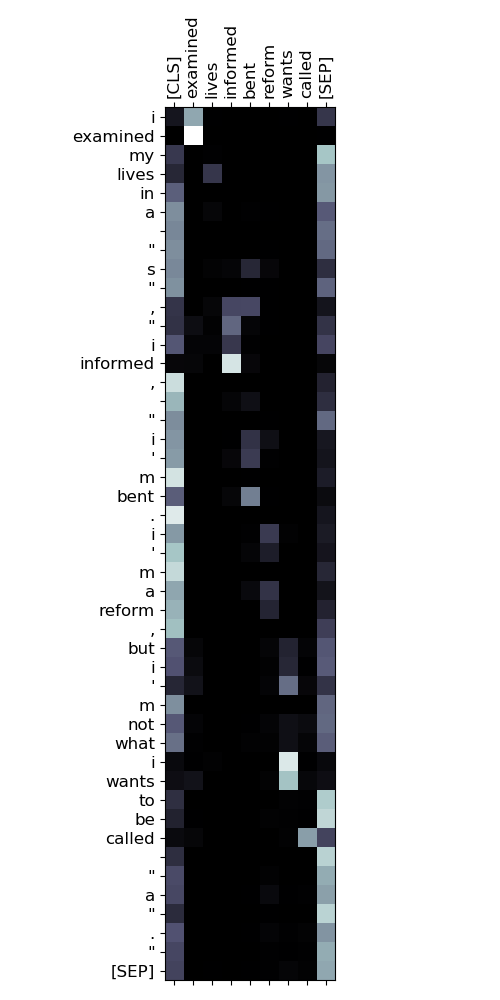 [CLS]
examined
lives
informed
bent
reform
wants
called
[SEP]
i
examined
my
lives
in
a
"
s
"
,
"
i
informed
,
"
i
'
m
bent
.
i
'
m
a
reform
,
but
i
'
m
not
what
i
wants
to
be
called
"
a
"
.
"
[SEP]